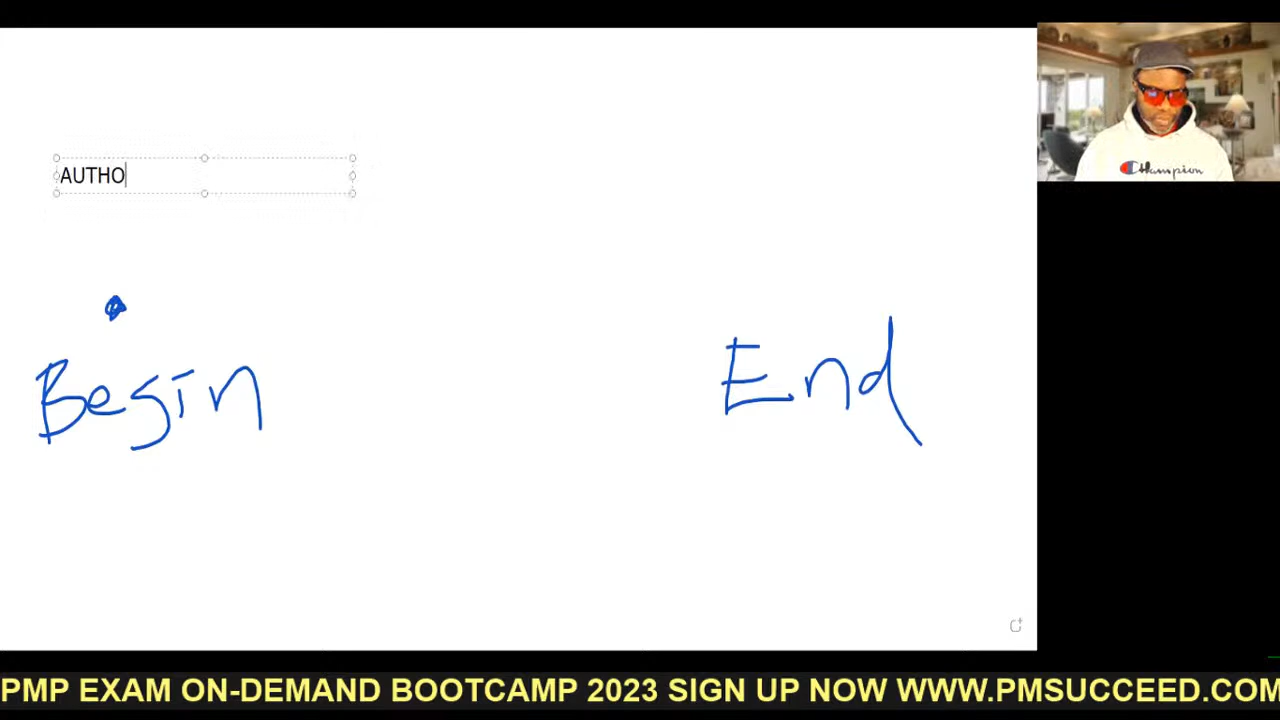 AUTHO
Champion
Begin
End
PMP EXAM ON-DEMAND BOOTCAMP 2023 SIGN UP NOW WWW.PMSUCCEED.COM